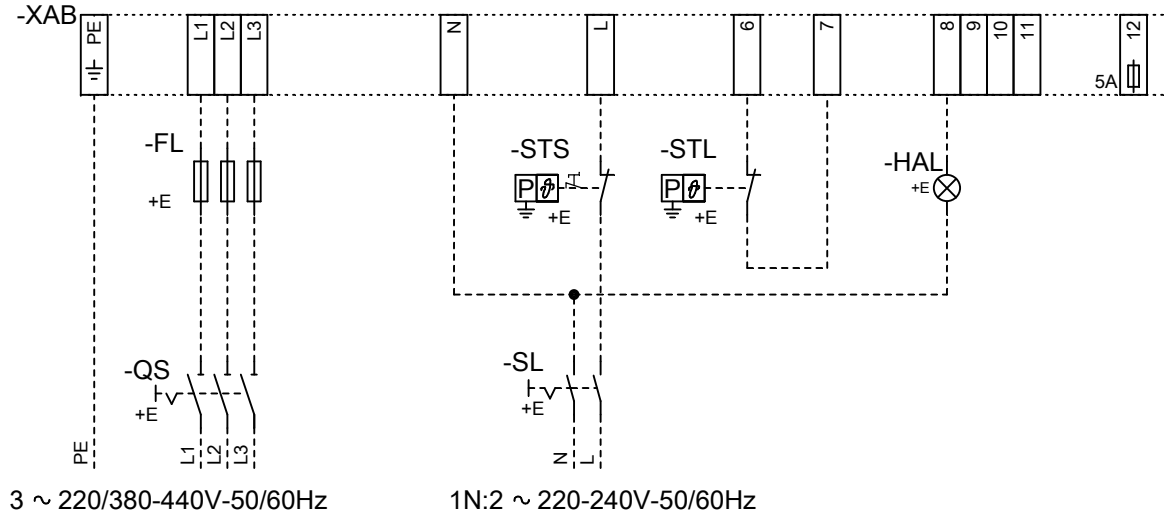 -XAB
PE L1 L2 L3 N L 6 7 8 9 10 11 12
5A
-FL
+E
-STS
P
+E
-STL
P
+E
-HAL
+E
-QS
+E
-SL
+E
PE L1 L2 L3 N L
3 ~ 220/380-440V-50/60Hz
1N:2 ~ 220-240V-50/60Hz